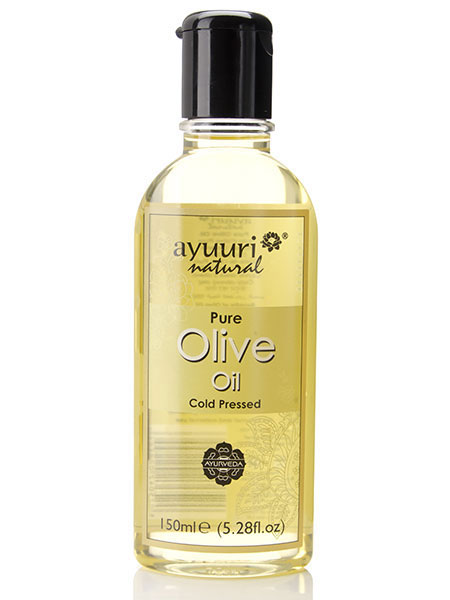 ayuuri®
natural
Pure
Olive
Oil
Cold Pressed
AYURVEDA
150ml℮ (5.28fl.oz)